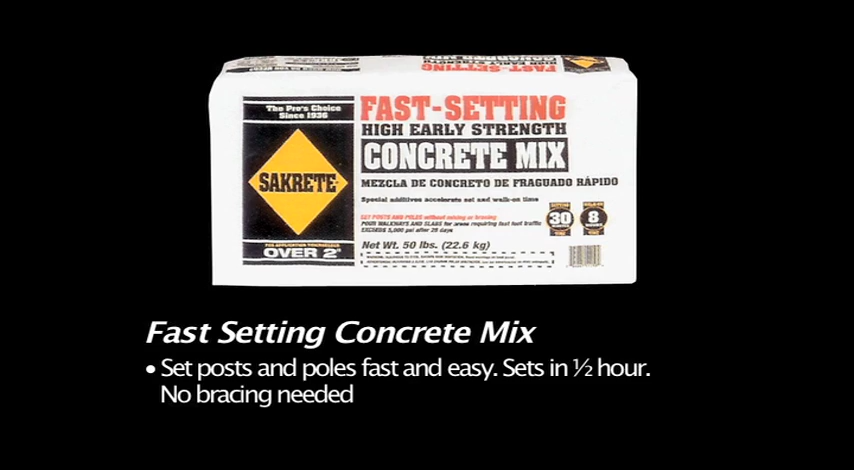 FAST-SETTING
The Pro's Choice
Since 1936
SAKRETE
FAST-SETTING
HIGH EARLY STRENGTH
CONCRETE MIX
MEZCLA DE CONCRETO DE FRAGUADO RÁPIDO
Special additives accelerate set and walk-on time
SET POSTS AND POLES without mixing or bracing
POUR WALKWAYS AND SLABS for areas requiring fast foot traffic
EXCEEDS 5,000 psi after 28 days
30
8
Net Wt. 50 lbs. (22.6 kg)
OVER 2"
Fast Setting Concrete Mix
• Set posts and poles fast and easy. Sets in ½ hour.
No bracing needed